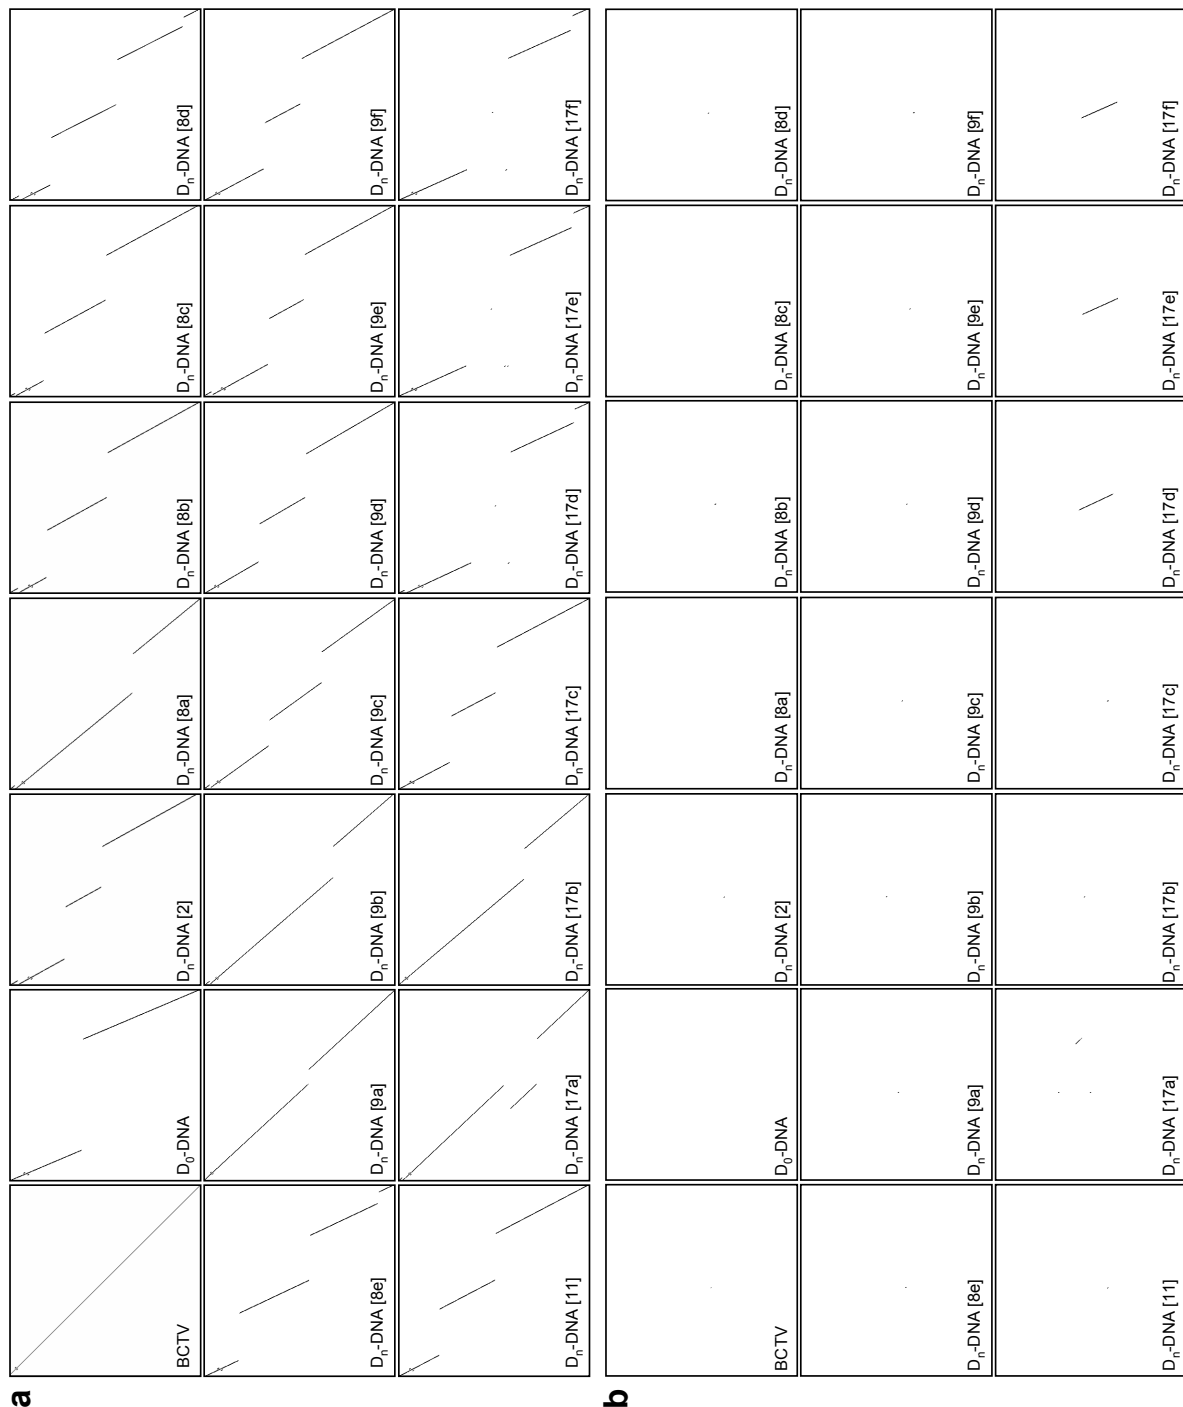 a
BCTV
D₀-DNA
Dₙ-DNA [2]
Dₙ-DNA [8a]
Dₙ-DNA [8b]
Dₙ-DNA [8c]
Dₙ-DNA [8d]
Dₙ-DNA [8e]
Dₙ-DNA [9a]
Dₙ-DNA [9b]
Dₙ-DNA [9c]
Dₙ-DNA [9d]
Dₙ-DNA [9e]
Dₙ-DNA [9f]
Dₙ-DNA [11]
Dₙ-DNA [17a]
Dₙ-DNA [17b]
Dₙ-DNA [17c]
Dₙ-DNA [17d]
Dₙ-DNA [17e]
Dₙ-DNA [17f]
b
BCTV
D₀-DNA
Dₙ-DNA [2]
Dₙ-DNA [8a]
Dₙ-DNA [8b]
Dₙ-DNA [8c]
Dₙ-DNA [8d]
Dₙ-DNA [8e]
Dₙ-DNA [9a]
Dₙ-DNA [9b]
Dₙ-DNA [9c]
Dₙ-DNA [9d]
Dₙ-DNA [9e]
Dₙ-DNA [9f]
Dₙ-DNA [11]
Dₙ-DNA [17a]
Dₙ-DNA [17b]
Dₙ-DNA [17c]
Dₙ-DNA [17d]
Dₙ-DNA [17e]
Dₙ-DNA [17f]